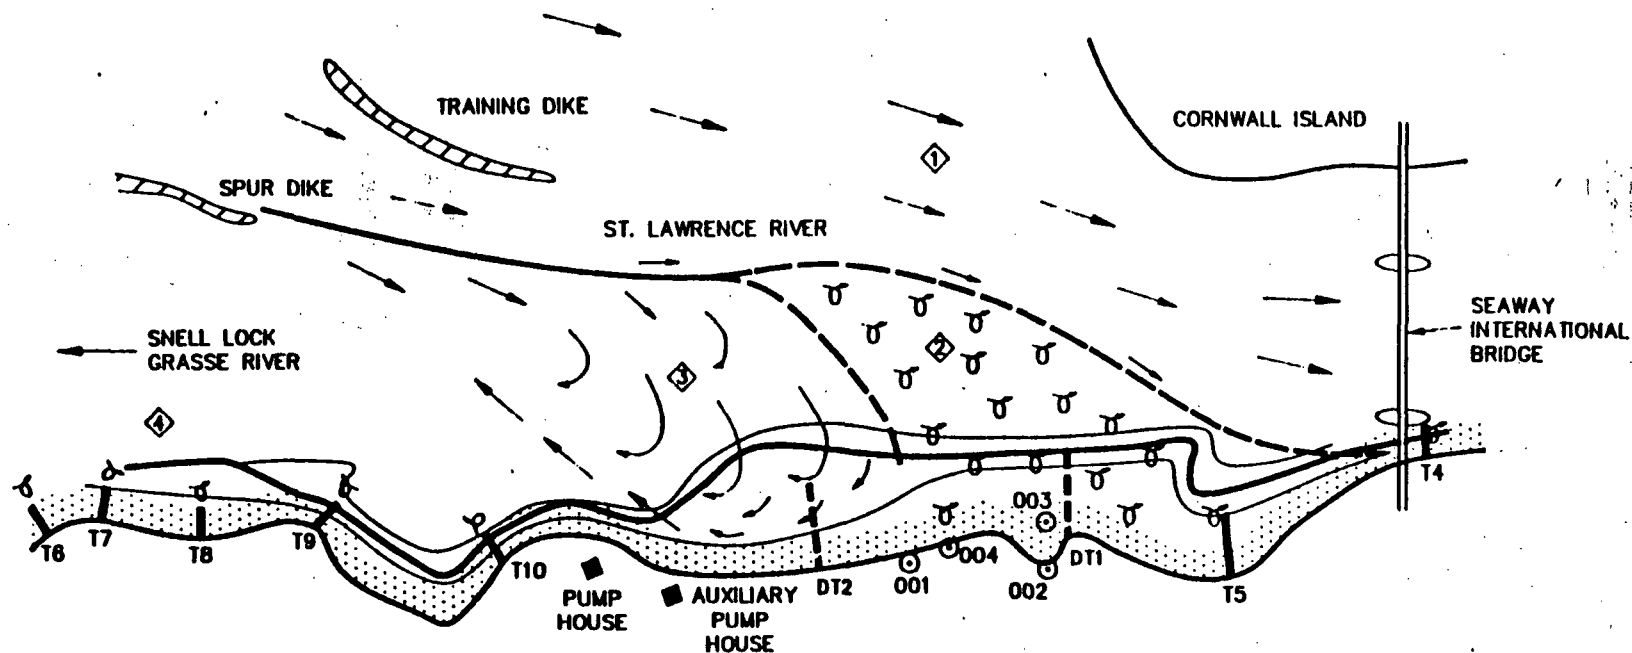 TRAINING DIKE
CORNWALL ISLAND
1
SPUR DIKE
ST. LAWRENCE RIVER
SEAWAY
INTERNATIONAL
BRIDGE
SNELL LOCK
GRASSE RIVER
2
3
4
T4
T6
T7
T8
T9
T10
PUMP
HOUSE
AUXILIARY
PUMP
HOUSE
DT2
001
004
003
002
DT1
T5